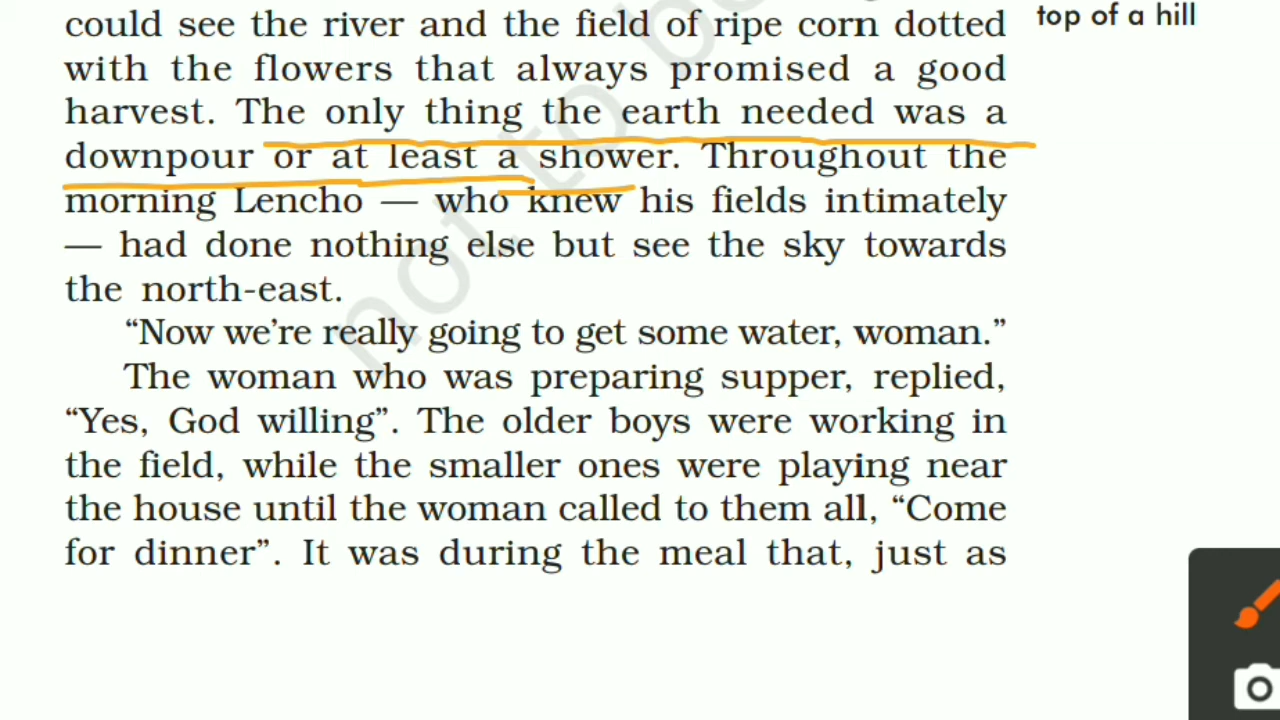 could see the river and the field of ripe corn dotted
top of a hill
with the flowers that always promised a good
harvest. The only thing the earth needed was a
downpour or at least a shower. Throughout the
morning Lencho — who knew his fields intimately
— had done nothing else but see the sky towards
the north-east.
“Now we’re really going to get some water, woman.”
The woman who was preparing supper, replied,
“Yes, God willing”. The older boys were working in
the field, while the smaller ones were playing near
the house until the woman called to them all, “Come
for dinner”. It was during the meal that, just as
not to b